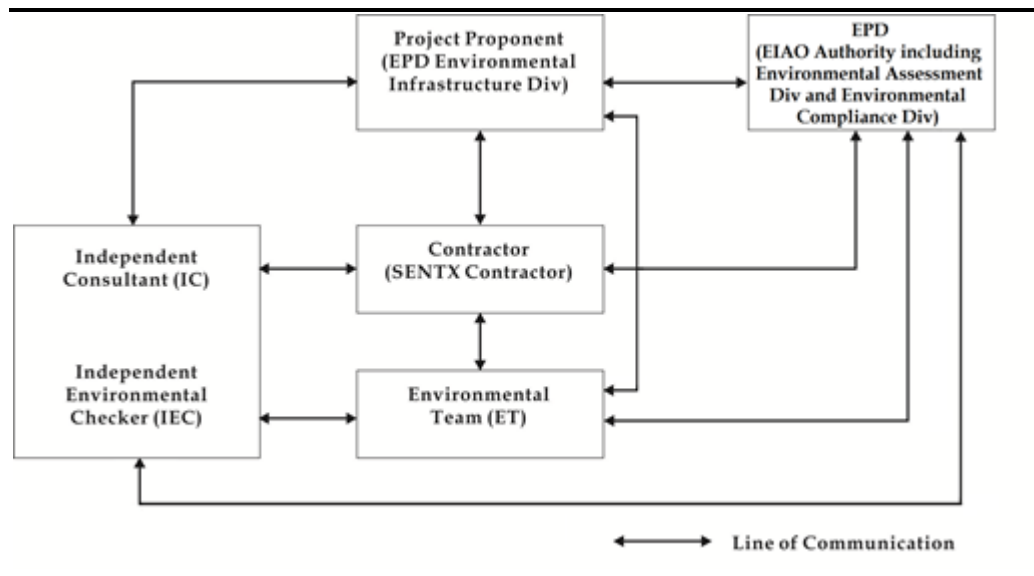 Project Proponent
(EPD Environmental
Infrastructure Div)
EPD
(EIAO Authority including
Environmental Assessment
Div and Environmental
Compliance Div)
Independent
Consultant (IC)
Contractor
(SENTX Contractor)
Independent
Environmental
Checker (IEC)
Environmental
Team (ET)
Line of Communication